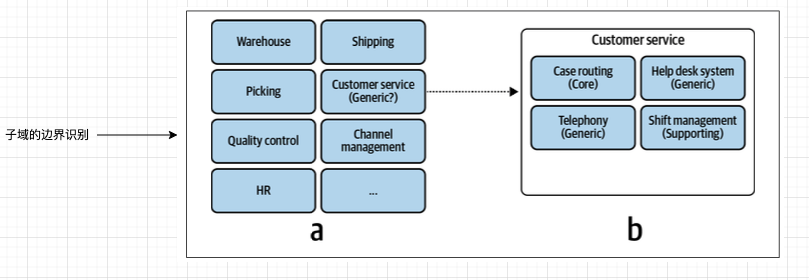 子域的边界识别
Warehouse
Shipping
Picking
Customer service
(Generic?)
Quality control
Channel
management
HR
...
a
Customer service
Case routing
(Core)
Help desk system
(Generic)
Telephony
(Generic)
Shift management
(Supporting)
b